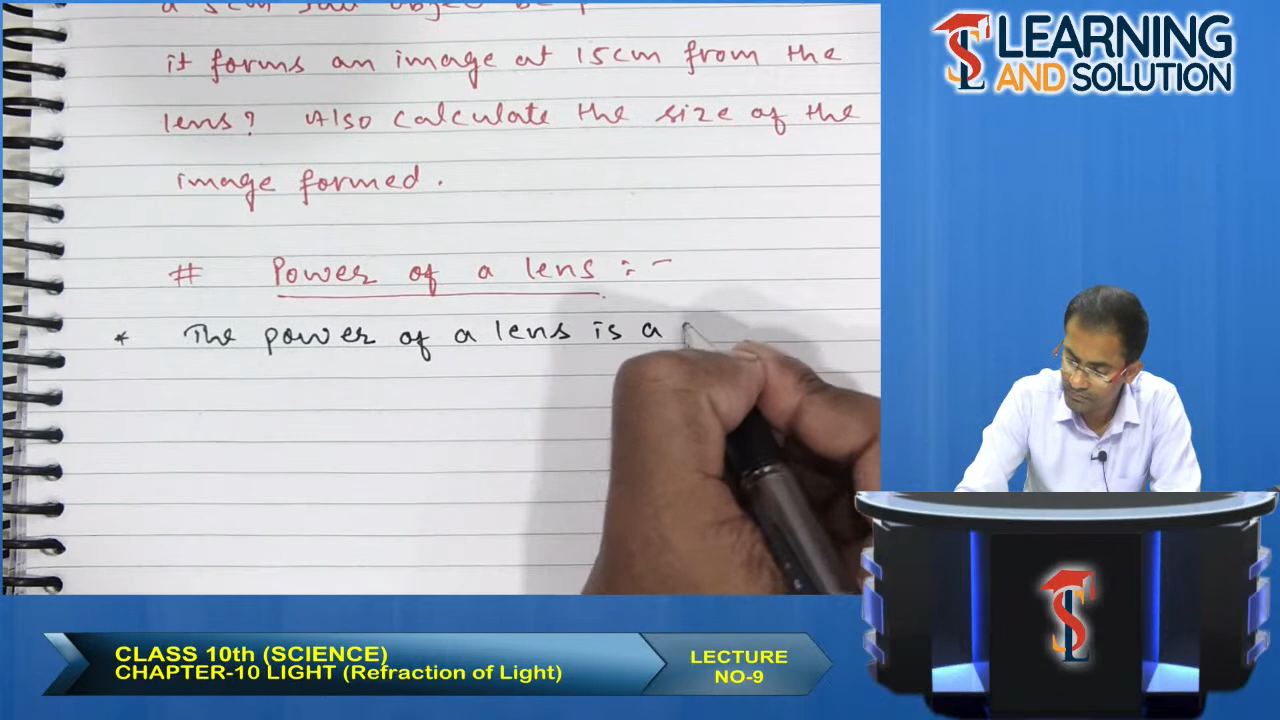 it forms an image at 15cm from the
lens? Also calculate the size of the
image formed.
# Power of a lens :-
* The power of a lens is a
LEARNING
AND SOLUTION
CLASS 10th (SCIENCE)
CHAPTER-10 LIGHT (Refraction of Light)
LECTURE
NO-9